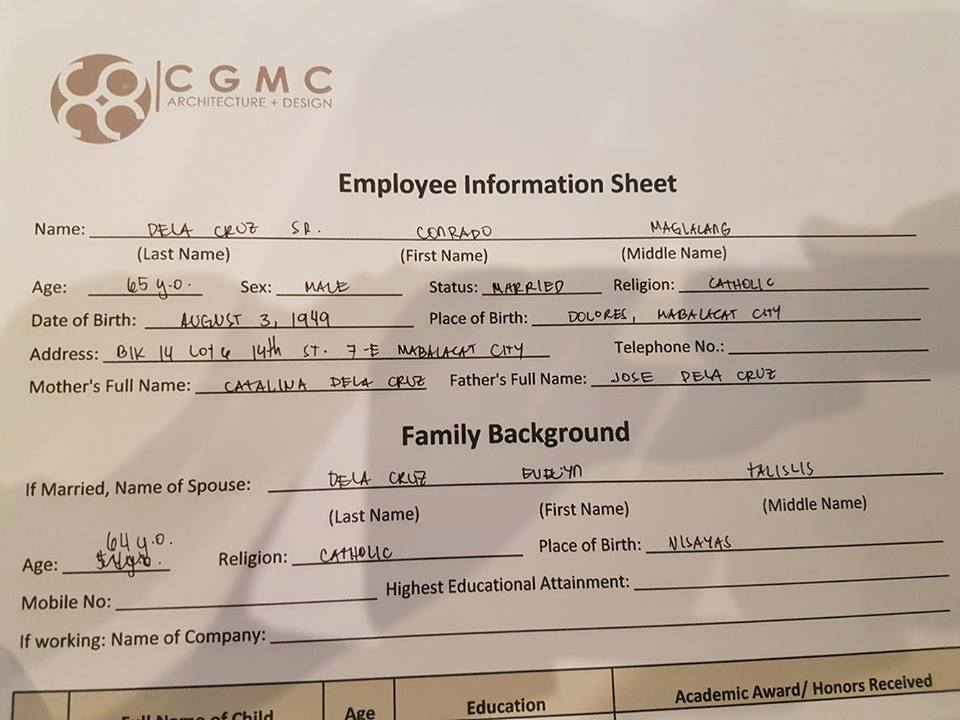 CGMC
ARCHITECTURE + DESIGN
Employee Information Sheet
Name: DELA CRUZ SR. CONRADO MAGLALANG
(Last Name) (First Name) (Middle Name)
Age: 65 y.o. Sex: MALE Status: MARRIED Religion: CATHOLIC
Date of Birth: AUGUST 3, 1949 Place of Birth: DOLORES, MABALACAT CITY
Address: Blk 14 Lot 6 14th ST. 7-E MABALACAT CITY Telephone No.:
Mother's Full Name: CATALINA DELA CRUZ Father's Full Name: JOSE DELA CRUZ
Family Background
If Married, Name of Spouse: DELA CRUZ EVELYN TALISLIS
(Last Name) (First Name) (Middle Name)
Age: 64 y.o. Religion: CATHOLIC Place of Birth: VISAYAS
Mobile No: Highest Educational Attainment:
If working: Name of Company:
Full Name of Child Age Education Academic Award/ Honors Received